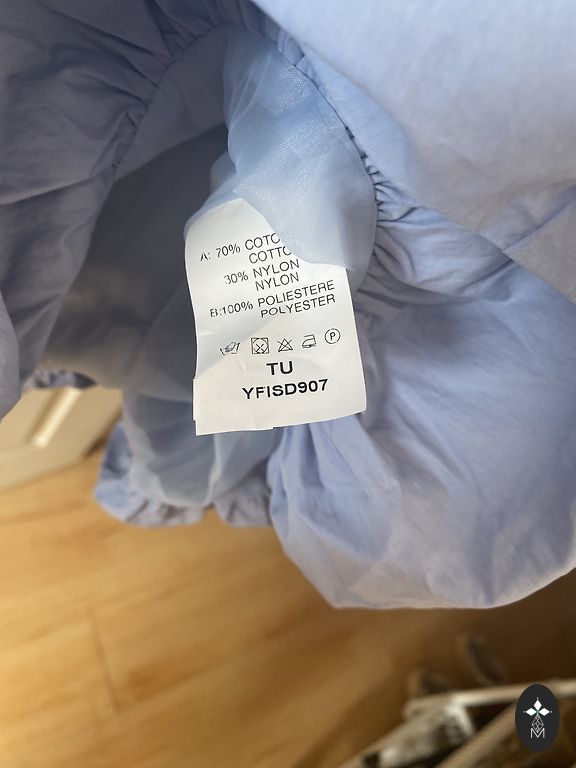 A: 70% COTO
COTTO
30% NYLON
NYLON
B:100% POLIESTERE
POLYESTER
P
TU
YFISD907
M